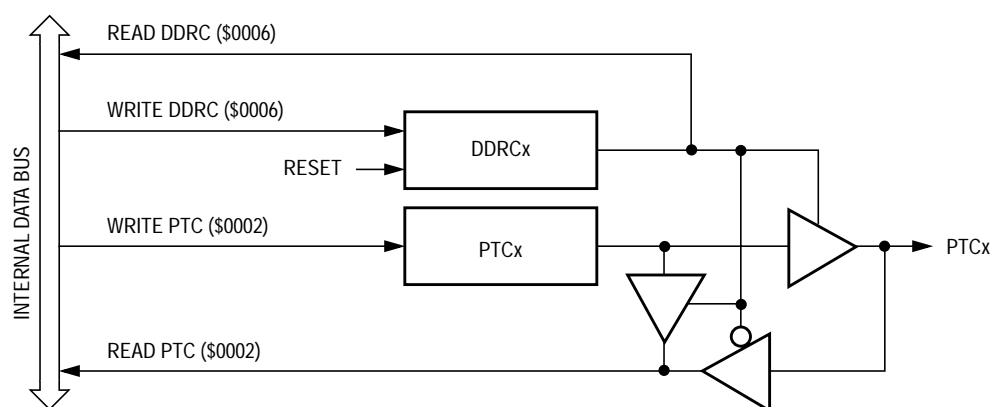 READ DDRC ($0006)
WRITE DDRC ($0006)
DDRCx
RESET
WRITE PTC ($0002)
PTCx
PTCx
READ PTC ($0002)
INTERNAL DATA BUS